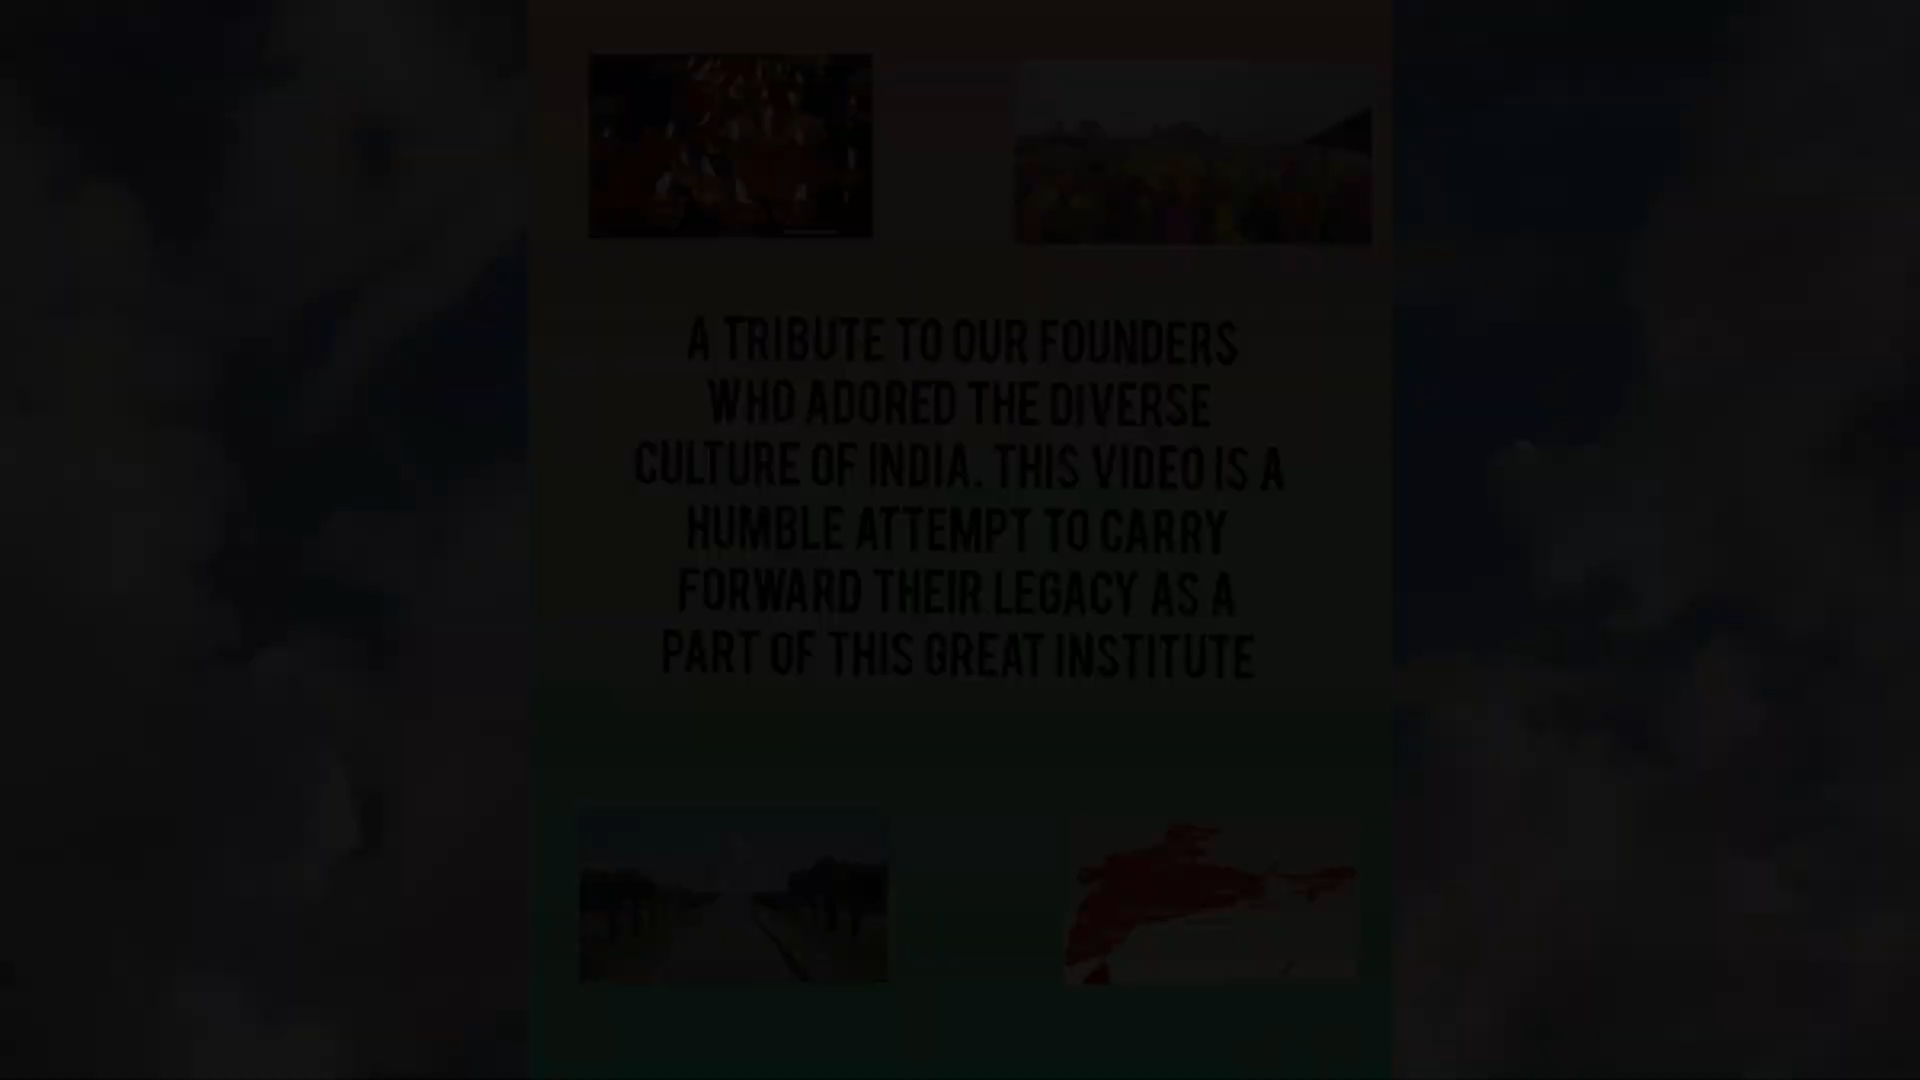 A TRIBUTE TO OUR FOUNDERS
WHO ADORED THE DIVERSE
CULTURE OF INDIA. THIS VIDEO IS A
HUMBLE ATTEMPT TO CARRY
FORWARD THEIR LEGACY AS A
PART OF THIS GREAT INSTITUTE